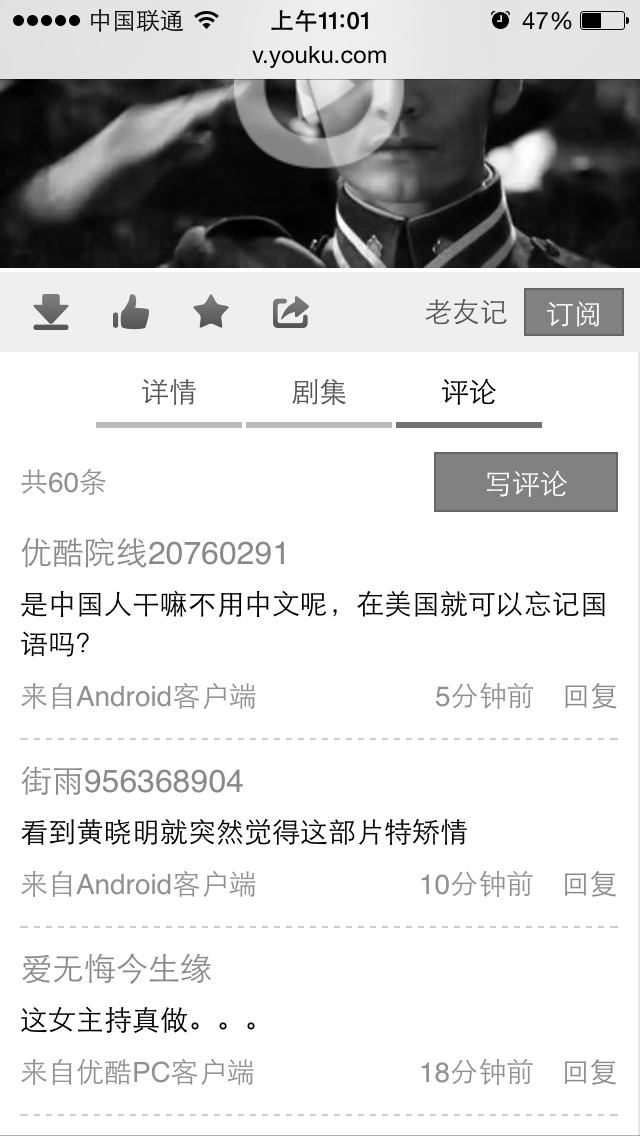 中国联通 上午11:01 47%
v.youku.com
老友记 订阅
详情 剧集 评论
共60条 写评论
优酷院线20760291
是中国人干嘛不用中文呢，在美国就可以忘记国
语吗？
来自Android客户端 5分钟前 回复
街雨956368904
看到黄晓明就突然觉得这部片特矫情
来自Android客户端 10分钟前 回复
爱无悔今生缘
这女主持真做。。。
来自优酷PC客户端 18分钟前 回复